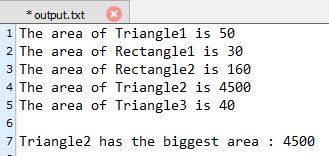 *output.txt
1 The area of Triangle1 is 50
2 The area of Rectangle1 is 30
3 The area of Rectangle2 is 160
4 The area of Triangle2 is 4500
5 The area of Triangle3 is 40
6
7 Triangle2 has the biggest area : 4500